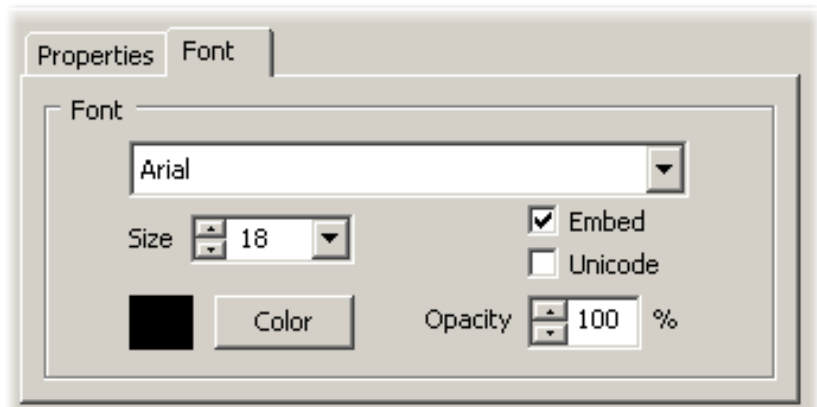 Properties Font
Font
Arial
Size 18 Embed
Unicode
Color Opacity 100 %